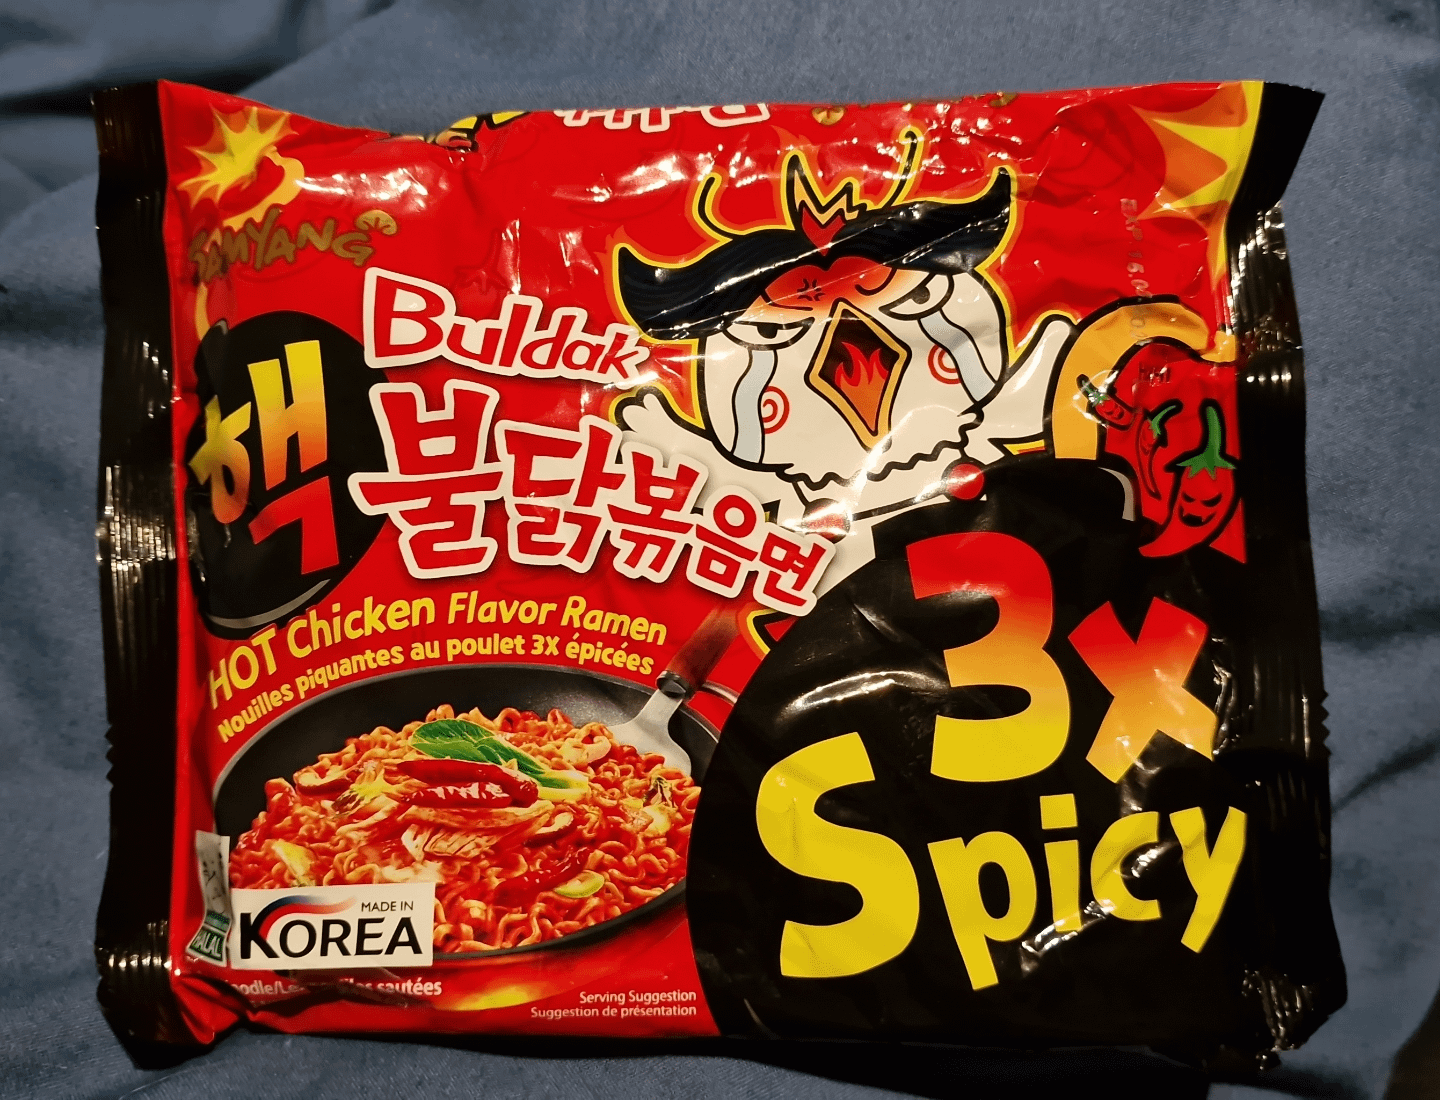 SAMYANG
Buldak
핵
불닭볶음면
HOT Chicken Flavor Ramen
Nouilles piquantes au poulet 3X épicées
3x
Spicy
MADE IN
KOREA
HALAL
sautées
Serving Suggestion
Suggestion de présentation